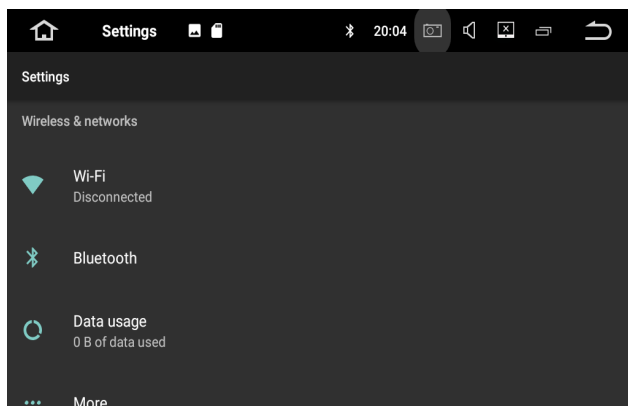 Settings
20:04
Settings
Wireless & networks
Wi-Fi
Disconnected
Bluetooth
Data usage
0 B of data used
More